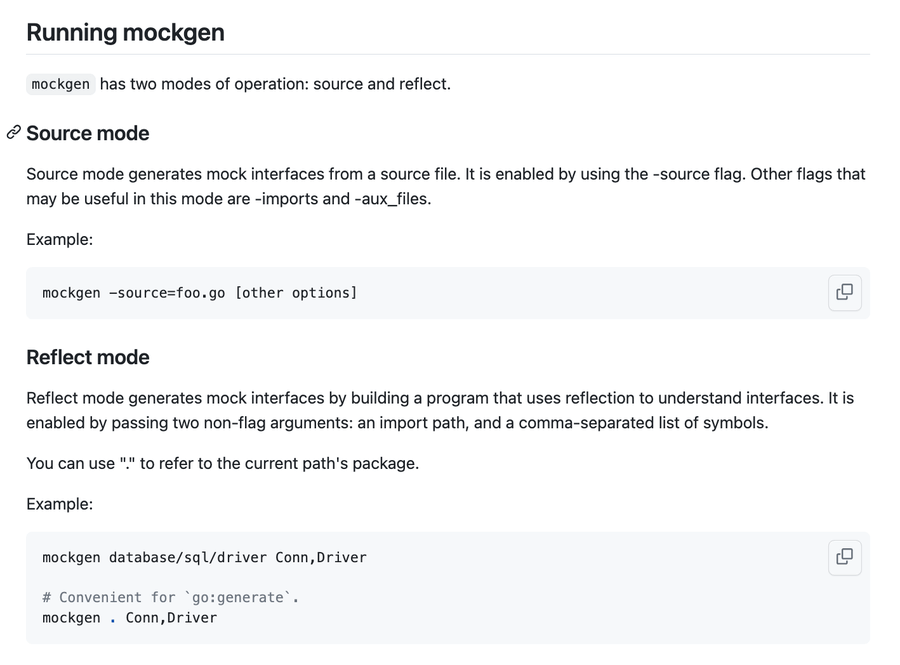 Running mockgen
mockgen has two modes of operation: source and reflect.
Source mode
Source mode generates mock interfaces from a source file. It is enabled by using the -source flag. Other flags that
may be useful in this mode are -imports and -aux_files.
Example:
mockgen -source=foo.go [other options]
Reflect mode
Reflect mode generates mock interfaces by building a program that uses reflection to understand interfaces. It is
enabled by passing two non-flag arguments: an import path, and a comma-separated list of symbols.
You can use "." to refer to the current path's package.
Example:
mockgen database/sql/driver Conn,Driver
# Convenient for `go:generate`.
mockgen . Conn,Driver